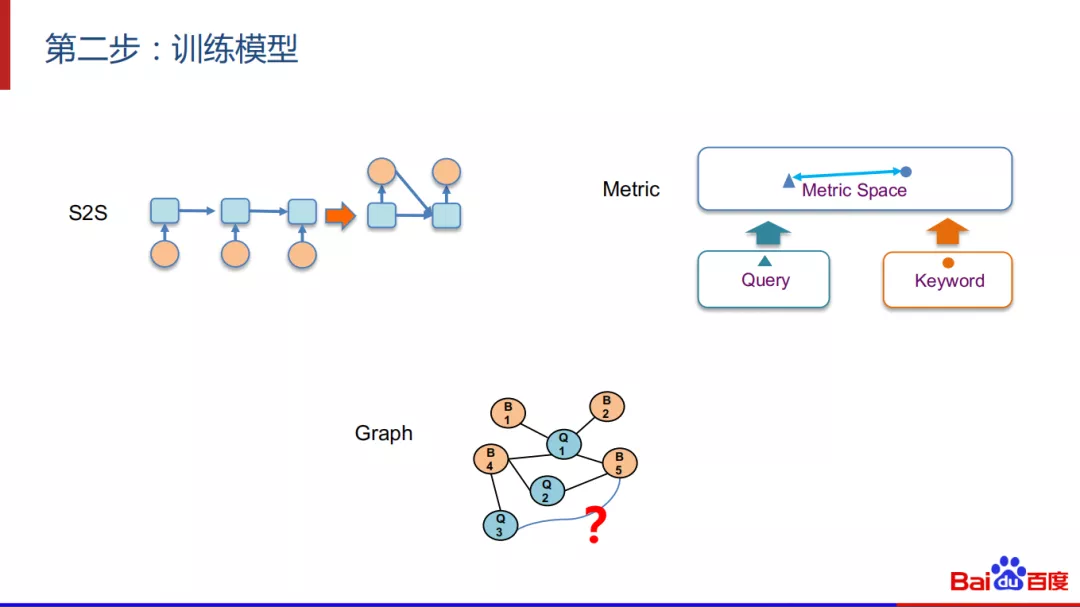 第二步：训练模型
S2S
Metric
Metric Space
Query
Keyword
Graph
B
1
B
2
Q
1
B
4
B
5
Q
2
Q
3
?
Bai du 百度